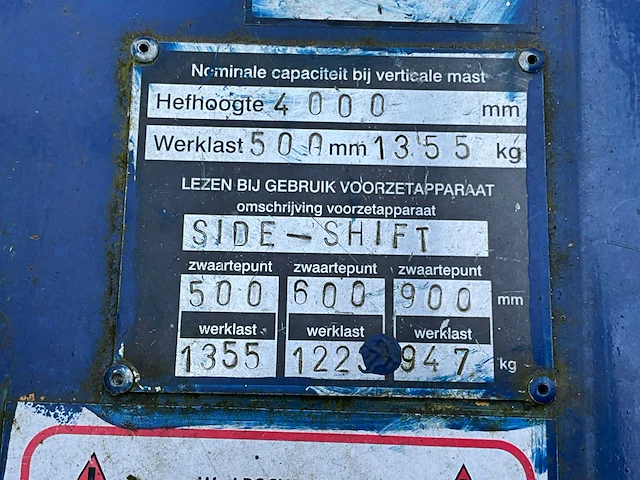 Nominale capaciteit bij verticale mast
Hefhoogte 4000 mm
Werklast 500 mm 1355 kg
LEZEN BIJ GEBRUIK VOORZETAPPARAAT
omschrijving voorzetapparaat
SIDE-SHIFT
zwaartepunt zwaartepunt zwaartepunt
500 600 900 mm
werklast werklast werklast
1355 947 kg